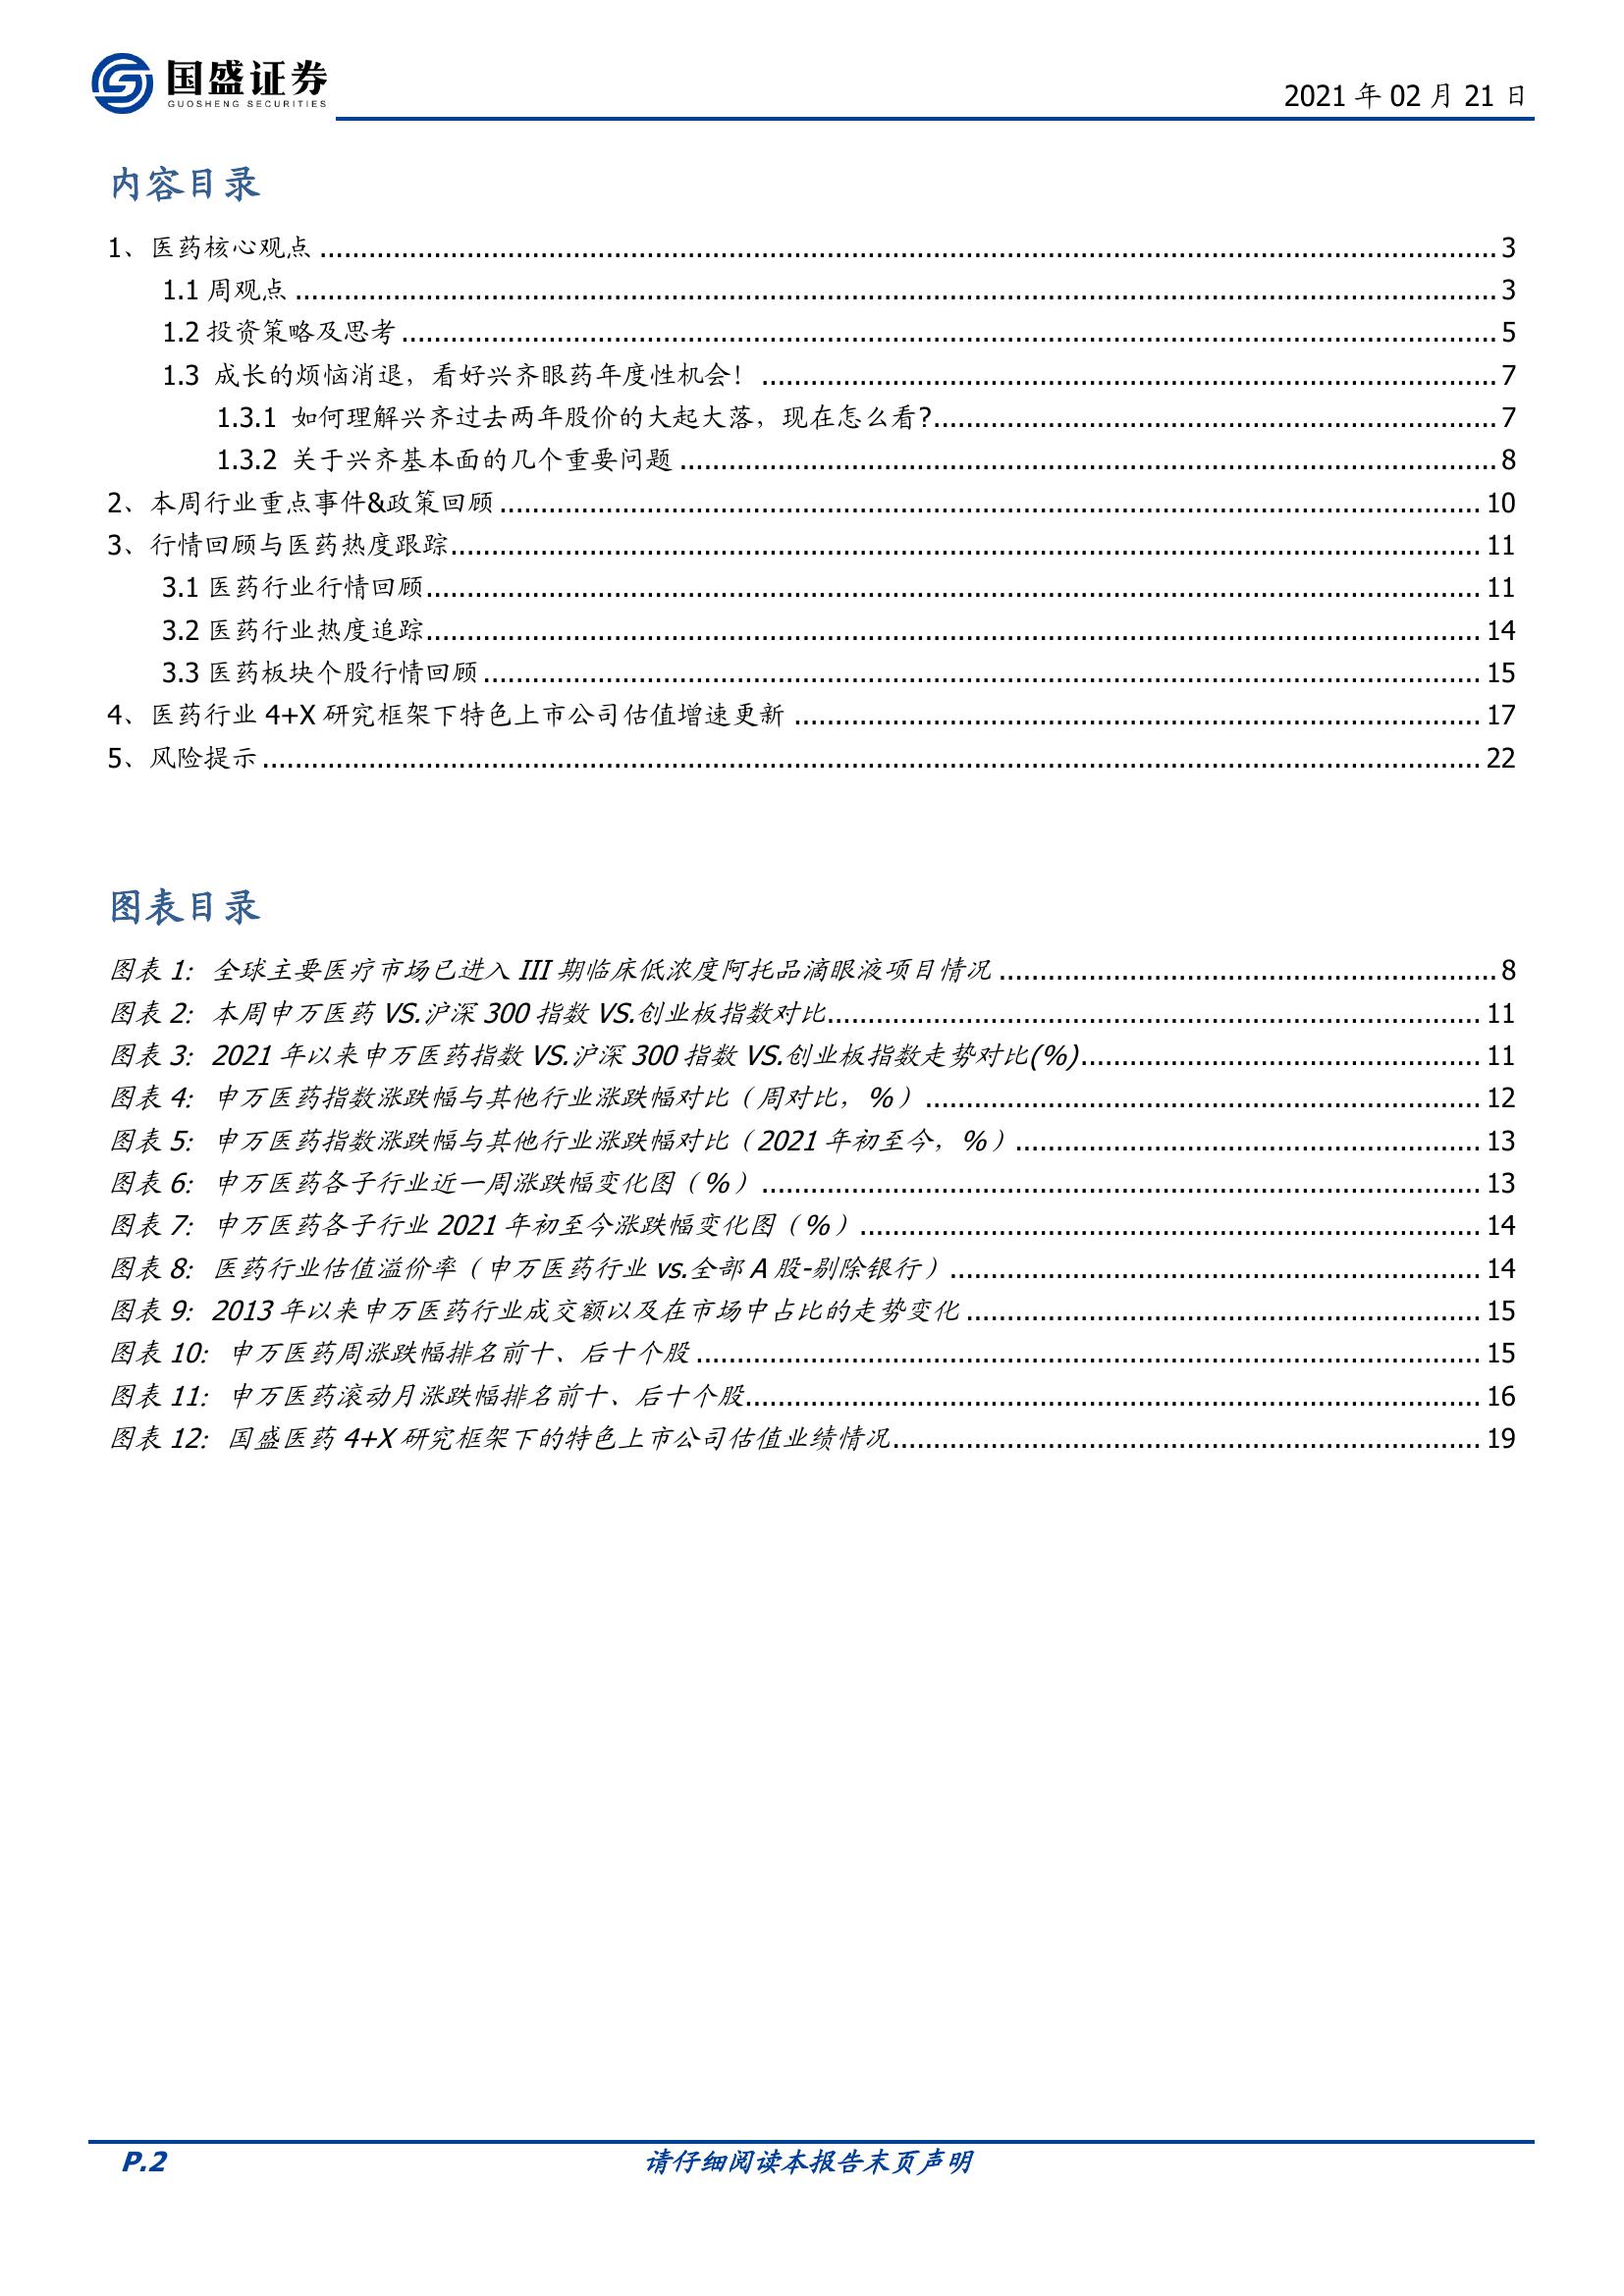 国盛证券
GUOSHENG SECURITIES
2021 年 02 月 21 日
内容目录
1、医药核心观点 ........ 3
1.1 周观点 ........ 3
1.2 投资策略及思考 ........ 5
1.3 成长的烦恼消退，看好兴齐眼药年度性机会！ ........ 7
1.3.1 如何理解兴齐过去两年股价的大起大落，现在怎么看？ ........ 7
1.3.2 关于兴齐基本面的几个重要问题 ........ 8
2、本周行业重点事件&政策回顾 ........ 10
3、行情回顾与医药热度跟踪 ........ 11
3.1 医药行业行情回顾 ........ 11
3.2 医药行业热度追踪 ........ 14
3.3 医药板块个股行情回顾 ........ 15
4、医药行业 4+X 研究框架下特色上市公司估值增速更新 ........ 17
5、风险提示 ........ 22
图表目录
图表 1：全球主要医疗市场已进入 III 期临床低浓度阿托品滴眼液项目情况 ........ 8
图表 2：本周申万医药 VS.沪深 300 指数 VS.创业板指数对比 ........ 11
图表 3：2021 年以来申万医药指数 VS.沪深 300 指数 VS.创业板指数走势对比(%) ........ 11
图表 4：申万医药指数涨跌幅与其他行业涨跌幅对比（周对比，%） ........ 12
图表 5：申万医药指数涨跌幅与其他行业涨跌幅对比（2021 年初至今，%） ........ 13
图表 6：申万医药各子行业近一周涨跌幅变化图（%） ........ 13
图表 7：申万医药各子行业 2021 年初至今涨跌幅变化图（%） ........ 14
图表 8：医药行业估值溢价率（申万医药行业 vs.全部 A 股-剔除银行） ........ 14
图表 9：2013 年以来申万医药行业成交额以及在市场中占比的走势变化 ........ 15
图表 10：申万医药周涨跌幅排名前十、后十个股 ........ 15
图表 11：申万医药滚动月涨跌幅排名前十、后十个股 ........ 16
图表 12：国盛医药 4+X 研究框架下的特色上市公司估值业绩情况 ........ 19
P.2
请仔细阅读本报告末页声明